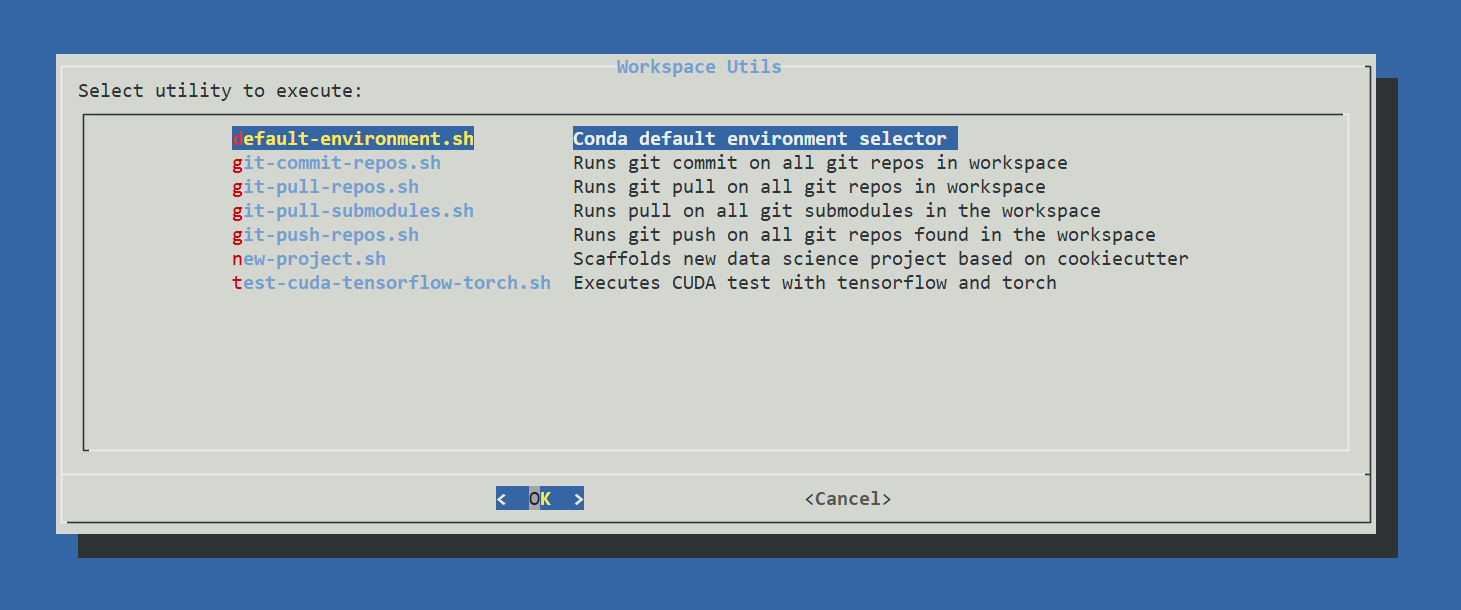 Workspace Utils
Select utility to execute:
default-environment.sh Conda default environment selector
git-commit-repos.sh Runs git commit on all git repos in workspace
git-pull-repos.sh Runs git pull on all git repos in workspace
git-pull-submodules.sh Runs pull on all git submodules in the workspace
git-push-repos.sh Runs git push on all git repos found in the workspace
new-project.sh Scaffolds new data science project based on cookiecutter
test-cuda-tensorflow-torch.sh Executes CUDA test with tensorflow and torch
< OK > <Cancel>